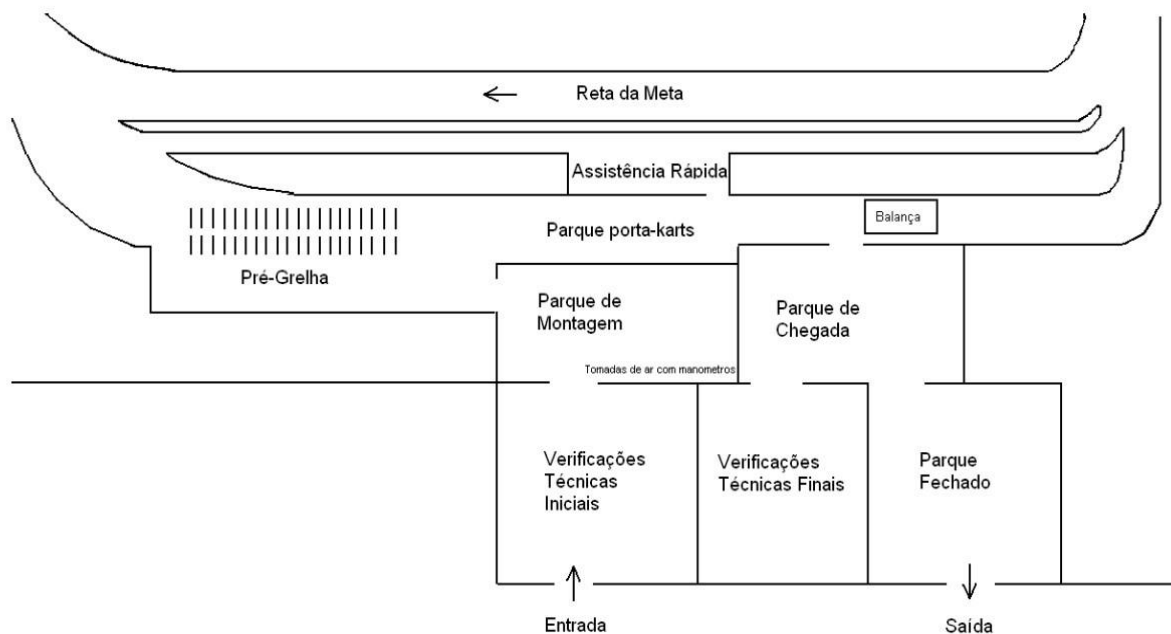 Reta da Meta
Assistência Rápida
Balança
Parque porta-karts
Pré-Grelha
Parque de
Montagem
Parque de
Chegada
Tomadas de ar com manometros
Verificações
Técnicas
Iniciais
Verificações
Técnicas Finais
Parque
Fechado
Entrada
Saída